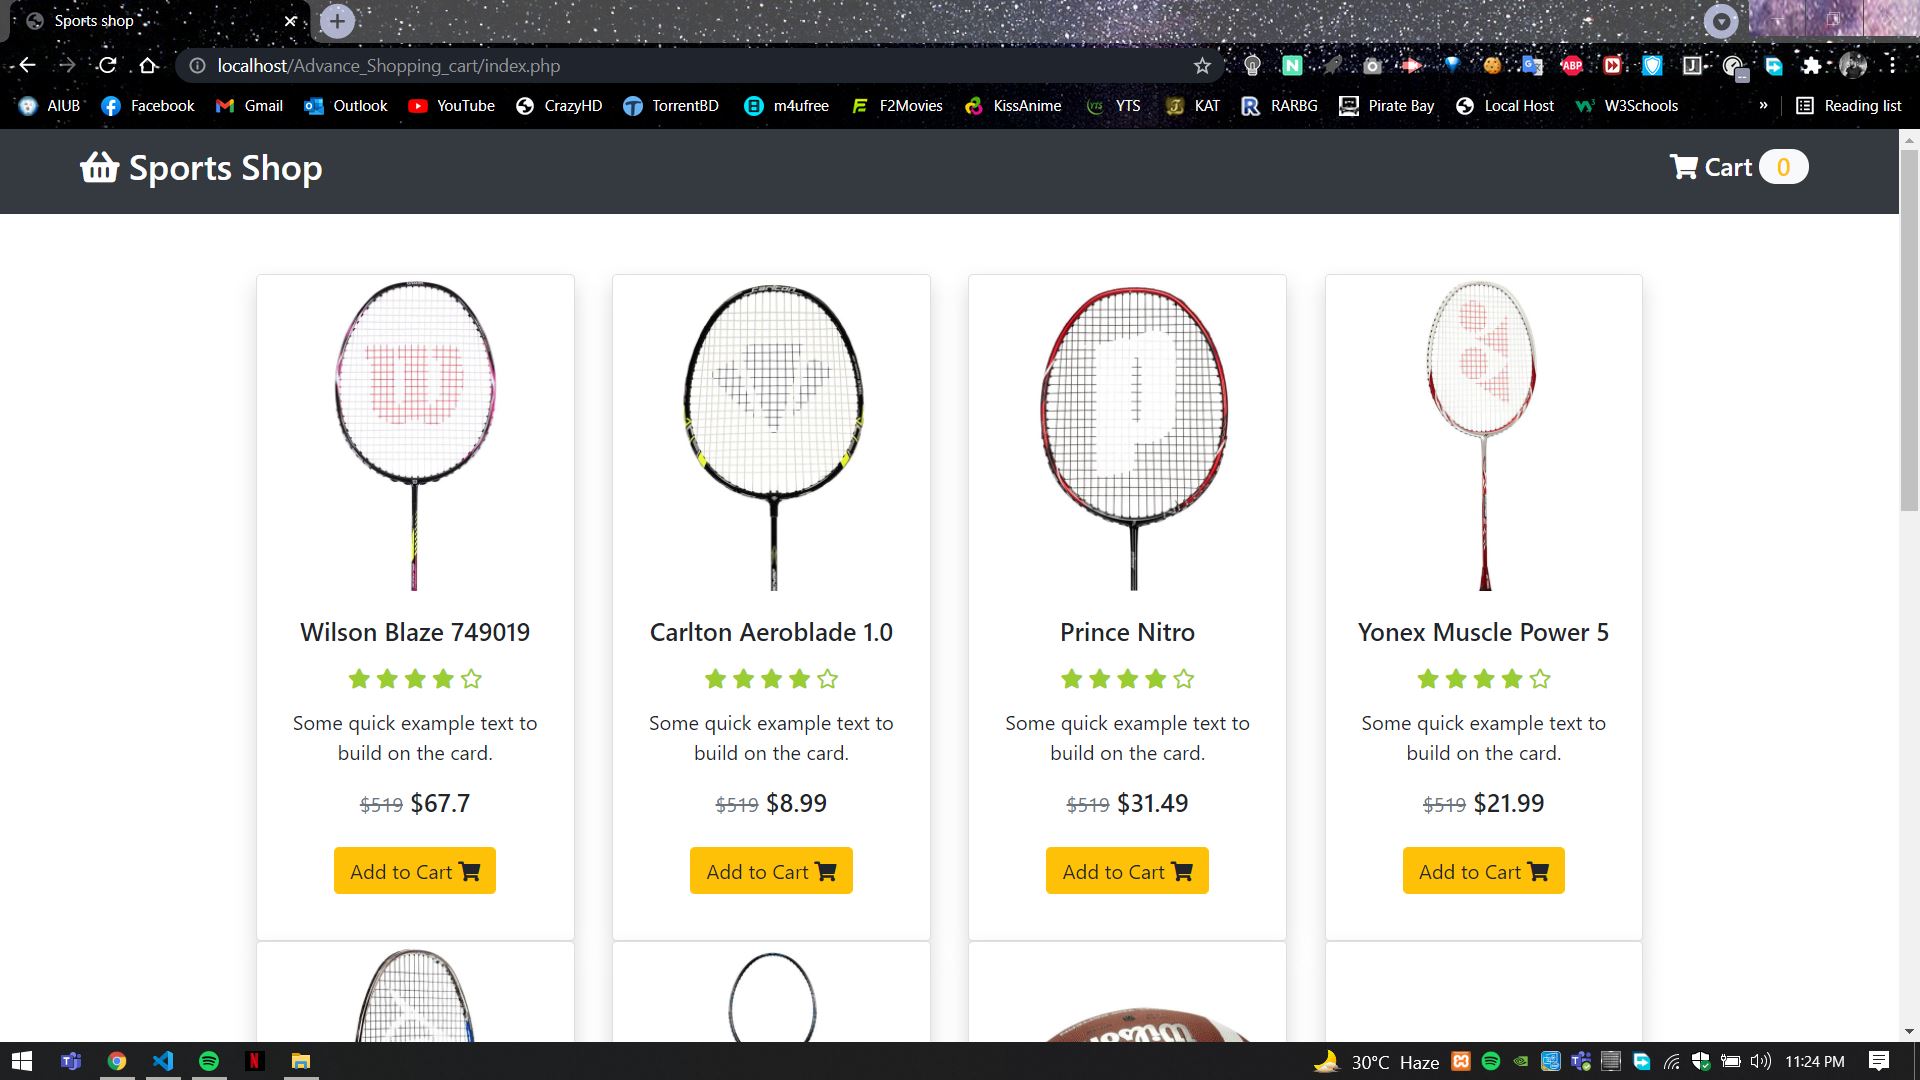 Sports shop
localhost/Advance_Shopping_cart/index.php
AIUB Facebook Gmail Outlook YouTube CrazyHD TorrentBD m4ufree F2Movies KissAnime YTS KAT RARBG Pirate Bay Local Host W3Schools » Reading list
Sports Shop Cart 0
Wilson Blaze 749019
Some quick example text to
build on the card.
$519 $67.7
Add to Cart
Carlton Aeroblade 1.0
Some quick example text to
build on the card.
$519 $8.99
Add to Cart
Prince Nitro
Some quick example text to
build on the card.
$519 $31.49
Add to Cart
Yonex Muscle Power 5
Some quick example text to
build on the card.
$519 $21.99
Add to Cart
Wilson
30°C Haze 11:24 PM